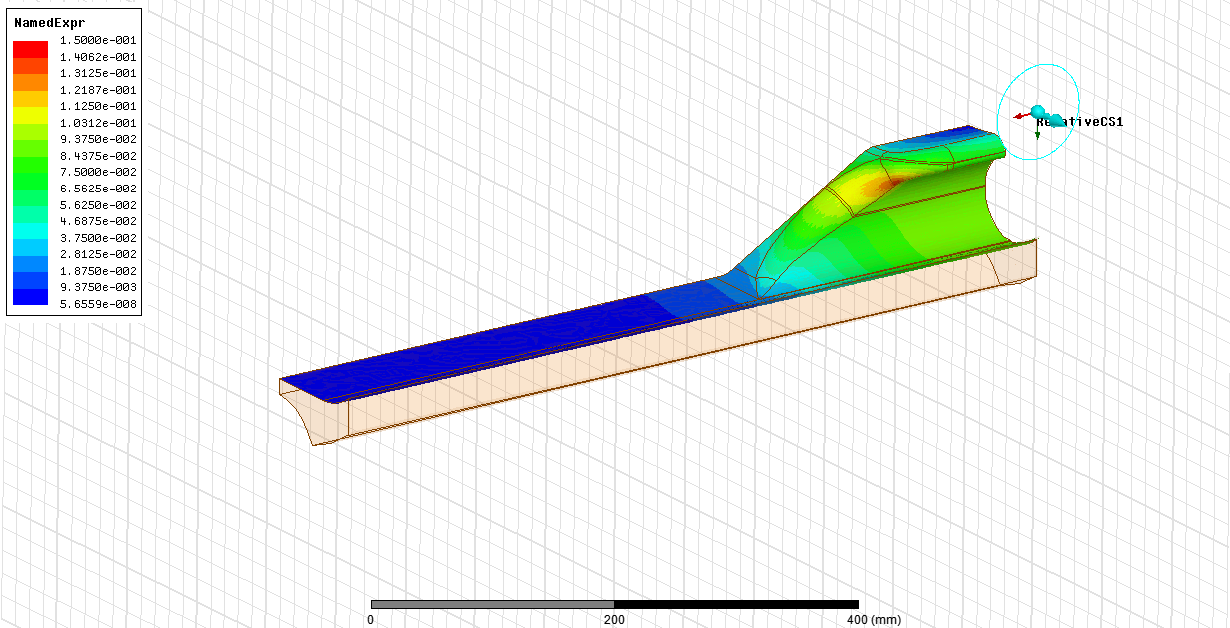 NamedExpr
1.5000e-001
1.4062e-001
1.3125e-001
1.2187e-001
1.1250e-001
1.0312e-001
9.3750e-002
8.4375e-002
7.5000e-002
6.5625e-002
5.6250e-002
4.6875e-002
3.7500e-002
2.8125e-002
1.8750e-002
9.3750e-003
5.6559e-008
RelativeCS1
0 200 400 (mm)